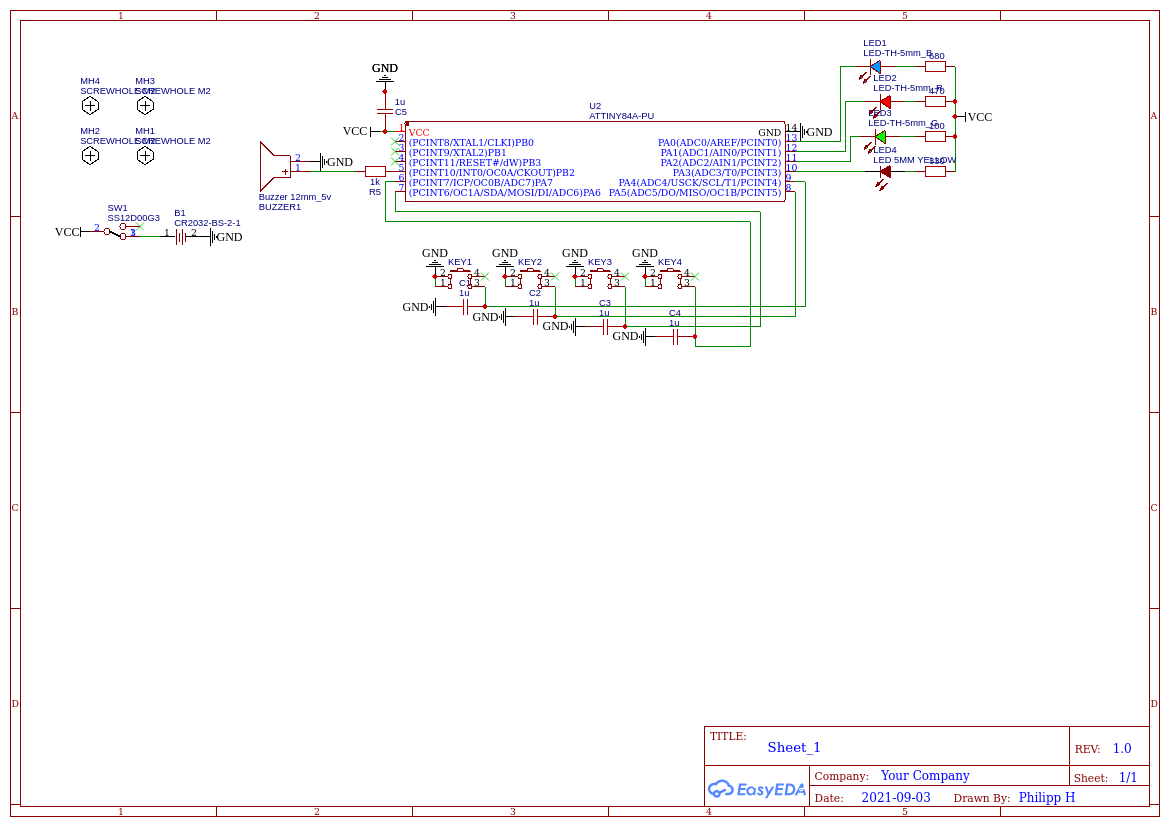 1 2 3 4 5
A A
B B
C C
D D
MH4
SCREWHOLE M2
MH3
SCREWHOLE M2
MH2
SCREWHOLE M2
MH1
SCREWHOLE M2
GND
1u
C5
VCC
U2
ATTINY84A-PU
1 VCC
2 (PCINT8/XTAL1/CLKI)PB0
3 (PCINT9/XTAL2)PB1
4 (PCINT11/RESET#/dW)PB3
5 (PCINT10/INT0/OC0A/CKOUT)PB2
6 (PCINT7/ICP/OC0B/ADC7)PA7
7 (PCINT6/OC1A/SDA/MOSI/DI/ADC6)PA6
GND 14
PA0(ADC0/AREF/PCINT0) 13
PA1(ADC1/AIN0/PCINT1) 12
PA2(ADC2/AIN1/PCINT2) 11
PA3(ADC3/T0/PCINT3) 10
PA4(ADC4/USCK/SCL/T1/PCINT4) 9
PA5(ADC5/DO/MISO/OC1B/PCINT5) 8
GND
LED1
LED-TH-5mm_B
680
LED2
LED-TH-5mm_R
470
LED3
LED-TH-5mm_G
LED4
LED 5MM YELLOW
VCC
2
1
+
GND
Buzzer 12mm_5v
BUZZER1
1k
R5
SW1
SS12D00G3
VCC 2
B1
CR2032-BS-2-1
1 2 GND
GND KEY1
2 4
1 3
C1
1u
GND
GND KEY2
2 4
1 3
C2
1u
GND
GND KEY3
2 4
1 3
C3
1u
GND
GND KEY4
2 4
1 3
C4
1u
GND
TITLE:
Sheet_1
REV: 1.0
EasyEDA
Company: Your Company
Sheet: 1/1
Date: 2021-09-03 Drawn By: Philipp H
1 2 3 4 5